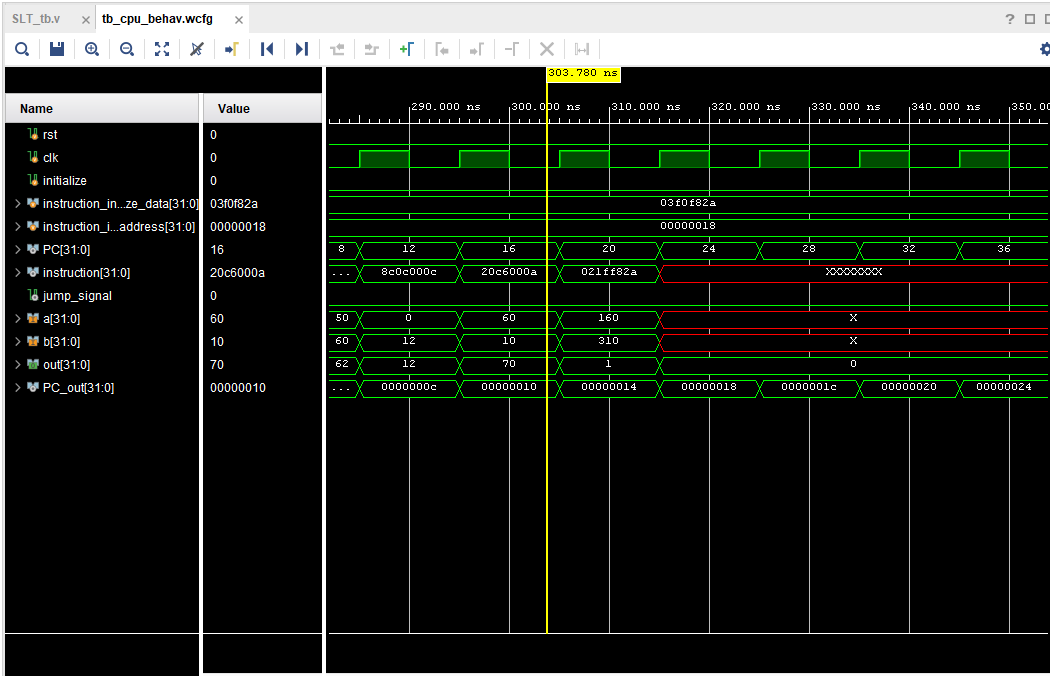 SLT_tb.v × tb_cpu_behav.wcfg ×
?
303.780 ns
Name Value
290.000 ns 300.000 ns 310.000 ns 320.000 ns 330.000 ns 340.000 ns 350.0
rst 0
clk 0
initialize 0
instruction_in...ze_data[31:0] 03f0f82a 03f0f82a
instruction_i...address[31:0] 00000018 00000018
PC[31:0] 16 8 12 16 20 24 28 32 36
instruction[31:0] 20c6000a ... 8c0c000c 20c6000a 021ff82a XXXXXXXX
jump_signal 0
a[31:0] 60 50 0 60 160 X
b[31:0] 10 60 12 10 310 X
out[31:0] 70 62 12 70 1 0
PC_out[31:0] 00000010 ... 0000000c 00000010 00000014 00000018 0000001c 00000020 00000024